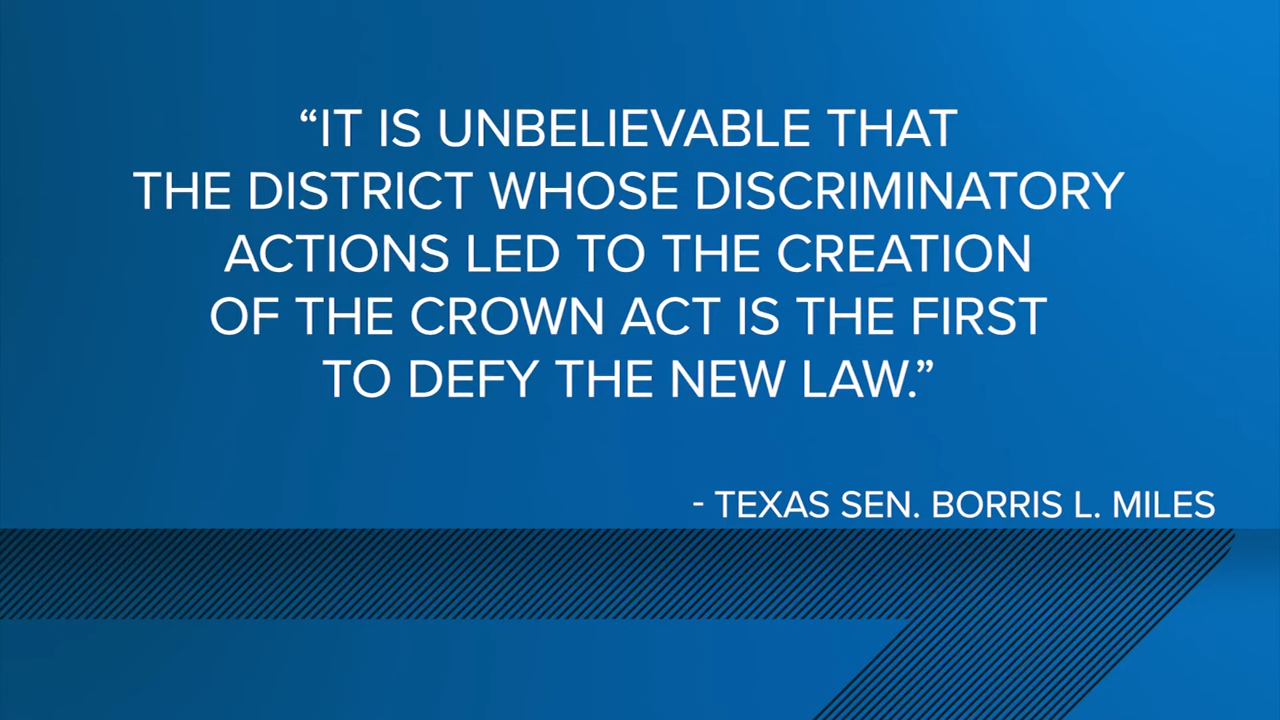 “IT IS UNBELIEVABLE THAT
THE DISTRICT WHOSE DISCRIMINATORY
ACTIONS LED TO THE CREATION
OF THE CROWN ACT IS THE FIRST
TO DEFY THE NEW LAW.”
- TEXAS SEN. BORRIS L. MILES